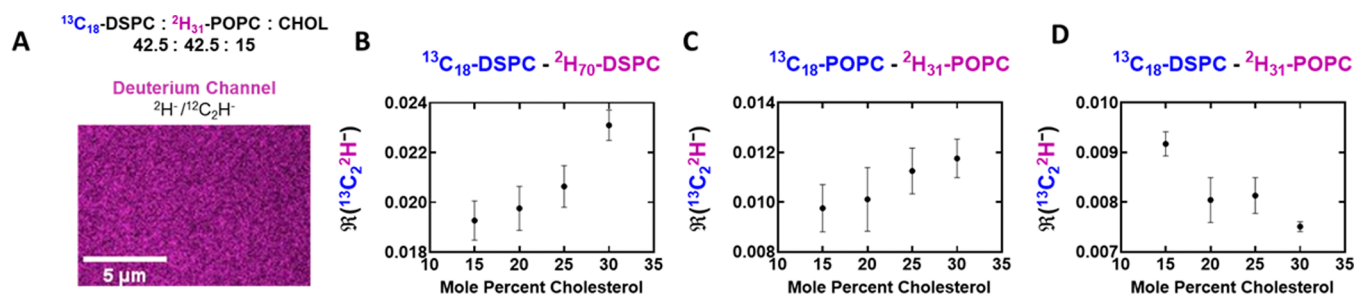 A
¹³C₁₈-DSPC : ²H₃₁-POPC : CHOL
42.5 : 42.5 : 15
Deuterium Channel
²H⁻/¹²C₂H⁻
5 µm
B
¹³C₁₈-DSPC - ²H₇₀-DSPC
ℜ(¹³C₂²H⁻)
0.024
0.022
0.020
0.018
10 15 20 25 30 35
Mole Percent Cholesterol
C
¹³C₁₈-POPC - ²H₃₁-POPC
ℜ(¹³C₂²H⁻)
0.014
0.012
0.010
0.008
10 15 20 25 30 35
Mole Percent Cholesterol
D
¹³C₁₈-DSPC - ²H₃₁-POPC
ℜ(¹³C₂²H⁻)
0.010
0.009
0.008
0.007
10 15 20 25 30 35
Mole Percent Cholesterol